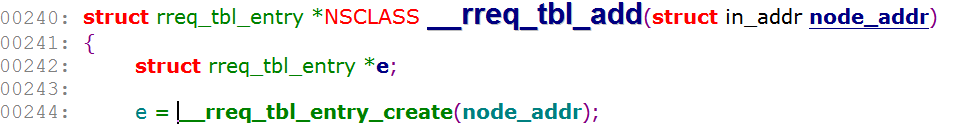 00240: struct rreq_tbl_entry *NSCLASS __rreq_tbl_add(struct in_addr node_addr)
00241: {
00242: struct rreq_tbl_entry *e;
00243:
00244: e = __rreq_tbl_entry_create(node_addr);